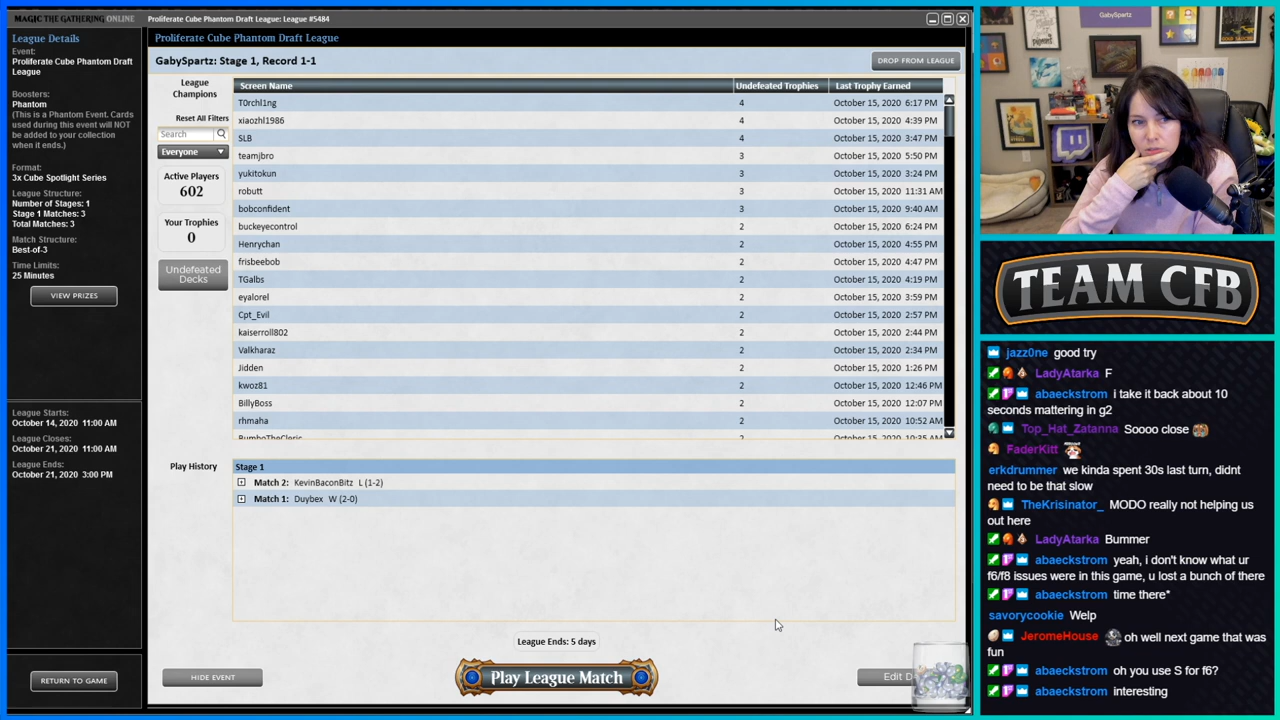 MAGIC THE GATHERING ONLINE
Proliferate Cube Phantom Draft League: League #5484
League Details
Event:
Proliferate Cube Phantom Draft
League
Boosters:
Phantom
(This is a Phantom Event. Cards
used during this event will NOT
be added to your collection
when it ends.)
Format:
3x Cube Spotlight Series
League Structure:
Number of Stages: 1
Stage 1 Matches: 3
Total Matches: 3
Match Structure:
Best-of-3
Time Limits:
25 Minutes
VIEW PRIZES
League Starts:
October 14, 2020 11:00 AM
League Closes:
October 21, 2020 11:00 AM
League Ends:
October 21, 2020 3:00 PM
RETURN TO GAME
Proliferate Cube Phantom Draft League
GabySpartz: Stage 1, Record 1-1
DROP FROM LEAGUE
League
Champions
Reset All Filters
Search
Everyone
Active Players
602
Your Trophies
0
Undefeated
Decks
Screen Name Undefeated Trophies Last Trophy Earned
T0rchl1ng 4 October 15, 2020 6:17 PM
xiaozhl1986 4 October 15, 2020 4:39 PM
SLB 4 October 15, 2020 3:47 PM
teamjbro 3 October 15, 2020 5:50 PM
yukitokun 3 October 15, 2020 3:24 PM
robutt 3 October 15, 2020 11:31 AM
bobconfident 3 October 15, 2020 9:40 AM
buckeyecontrol 2 October 15, 2020 6:24 PM
Henrychan 2 October 15, 2020 4:55 PM
frisbeebob 2 October 15, 2020 4:47 PM
TGalbs 2 October 15, 2020 4:19 PM
eyalorel 2 October 15, 2020 3:59 PM
Cpt_Evil 2 October 15, 2020 2:57 PM
kaiserroll802 2 October 15, 2020 2:44 PM
Valkharaz 2 October 15, 2020 2:34 PM
Jidden 2 October 15, 2020 1:26 PM
kwoz81 2 October 15, 2020 12:46 PM
BillyBoss 2 October 15, 2020 12:07 PM
rhmaha 2 October 15, 2020 10:52 AM
BumboTheCleric 2 October 15, 2020 10:35 AM
Play History
Stage 1
Match 2: KevinBaconBitz L (1-2)
Match 1: Duybex W (2-0)
League Ends: 5 days
HIDE EVENT
Play League Match
Edit D
GabySpartz
TEAM CFB
jazz0ne good try
LadyAtarka F
abaeckstrom i take it back about 10
seconds mattering in g2
Top_Hat_Zatanna Soooo close
FaderKitt
erkdrummer we kinda spent 30s last turn, didnt
need to be that slow
TheKrisinator_ MODO really not helping us
out here
LadyAtarka Bummer
abaeckstrom yeah, i don't know what ur
f6/f8 issues were in this game, u lost a bunch of there
abaeckstrom time there*
savorycookie Welp
JeromeHouse oh well next game that was
fun
abaeckstrom oh you use S for f6?
abaeckstrom interesting